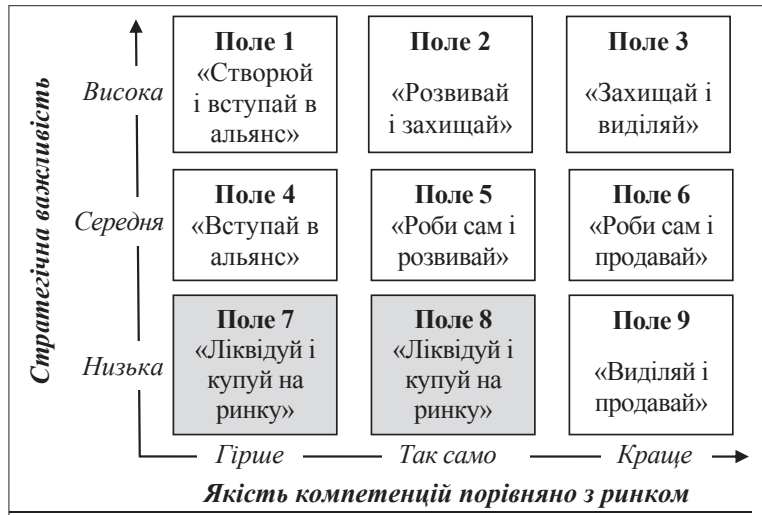 Стратегічна важливість
Висока
Поле 1
«Створюй
і вступай в
альянс»
Поле 2
«Розвивай
і захищай»
Поле 3
«Захищай і
виділяй»
Середня
Поле 4
«Вступай в
альянс»
Поле 5
«Роби сам і
розвивай»
Поле 6
«Роби сам і
продавай»
Низька
Поле 7
«Ліквідуй і
купуй на
ринку»
Поле 8
«Ліквідуй і
купуй на
ринку»
Поле 9
«Виділяй і
продавай»
Гірше
Так само
Краще
Якість компетенцій порівняно з ринком